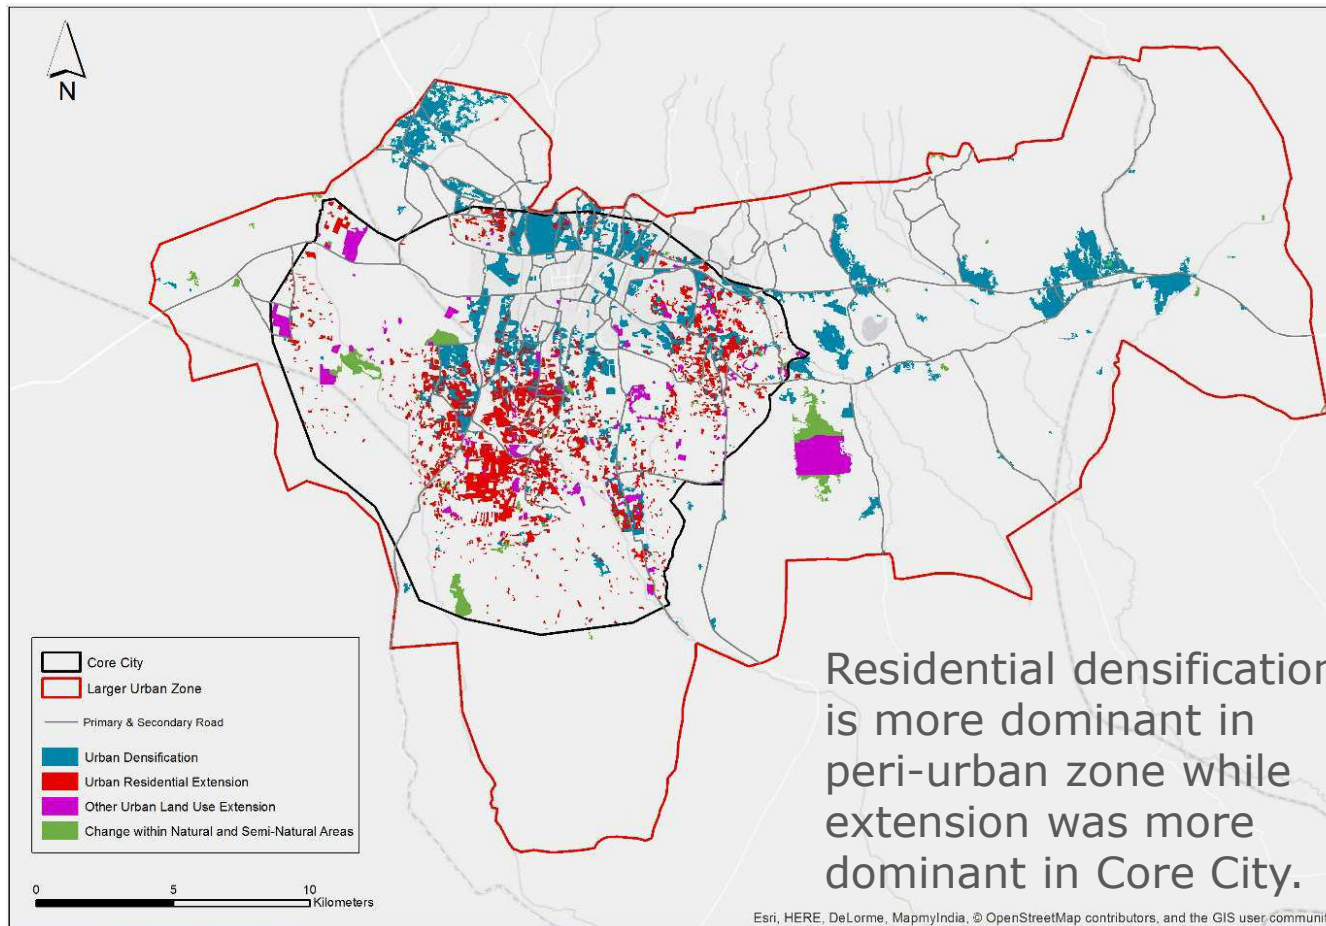 N
Core City
Larger Urban Zone
Primary & Secondary Road
Urban Densification
Urban Residential Extension
Other Urban Land Use Extension
Change within Natural and Semi-Natural Areas
0 5 10
Kilometers
Residential densification
is more dominant in
peri-urban zone while
extension was more
dominant in Core City.
Esri, HERE, DeLorme, MapmyIndia, © OpenStreetMap contributors, and the GIS user communit